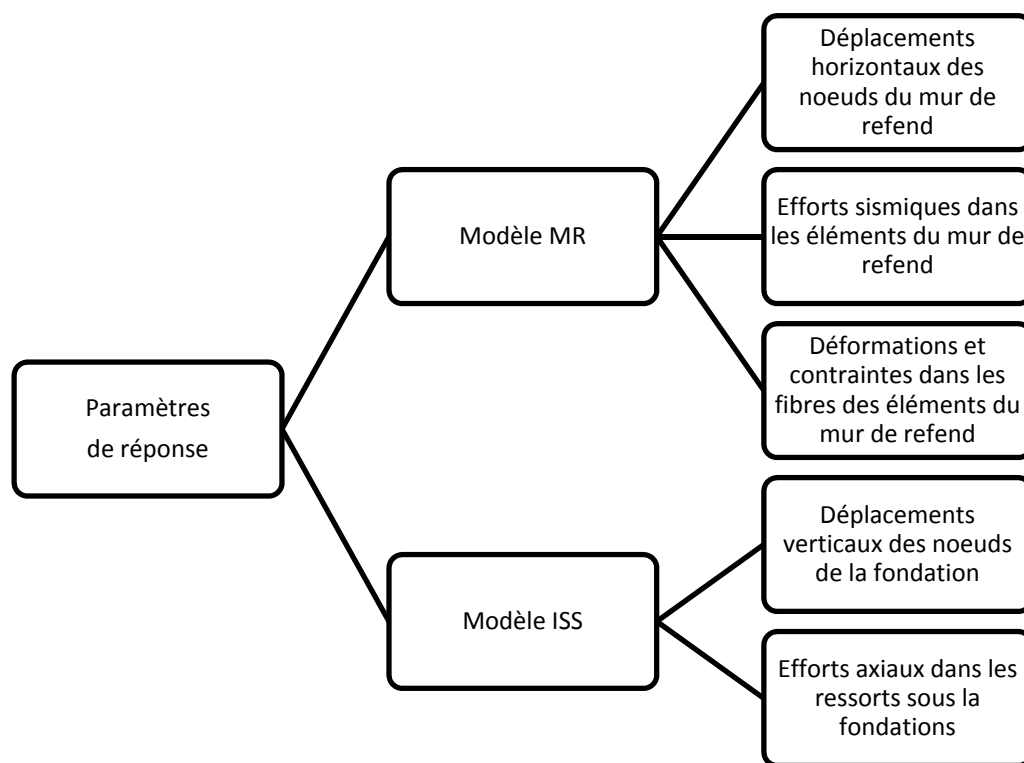 Paramètres
de réponse
Modèle MR
Déplacements
horizontaux des
noeuds du mur de
refend
Efforts sismiques dans
les éléments du mur de
refend
Déformations et
contraintes dans les
fibres des éléments du
mur de refend
Modèle ISS
Déplacements
verticaux des noeuds
de la fondation
Efforts axiaux dans les
ressorts sous la
fondations